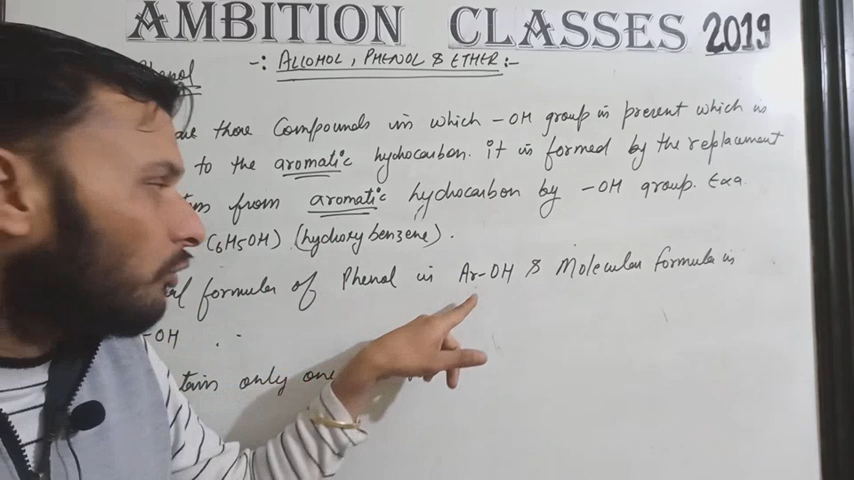 AMBITION CLASSES 2019
Phenol -: ALCOHOL, PHENOL & ETHER:-
are those Compounds in which -OH group is present which is
to the aromatic hydrocarbon. it is formed by the replacement
from aromatic hydrocarbon by -OH group. Exa.
C6H5OH) (hydroxy benzene).
formula of Phenol is Ar-OH & Molecular formula is
-OH
only one